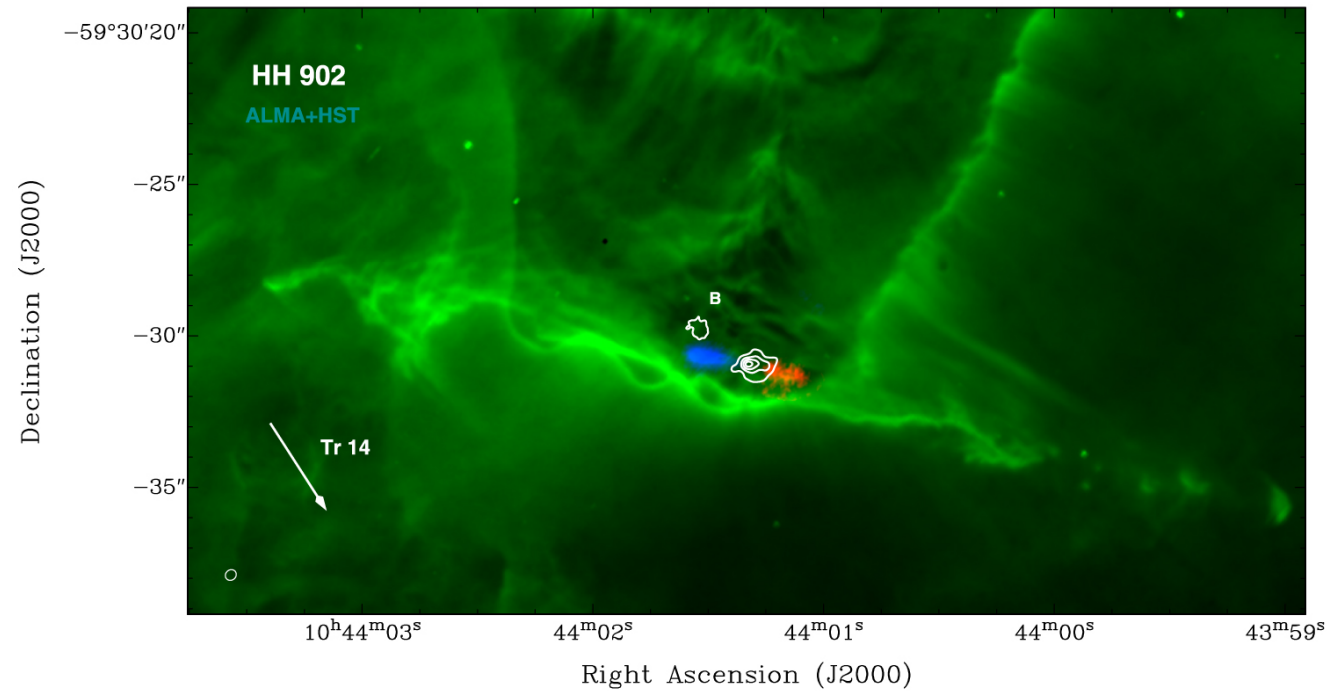 HH 902
ALMA+HST
B
Tr 14
Declination (J2000)
−59°30′20″
−25″
−30″
−35″
10ʰ44ᵐ03ˢ
44ᵐ02ˢ
44ᵐ01ˢ
44ᵐ00ˢ
43ᵐ59ˢ
Right Ascension (J2000)